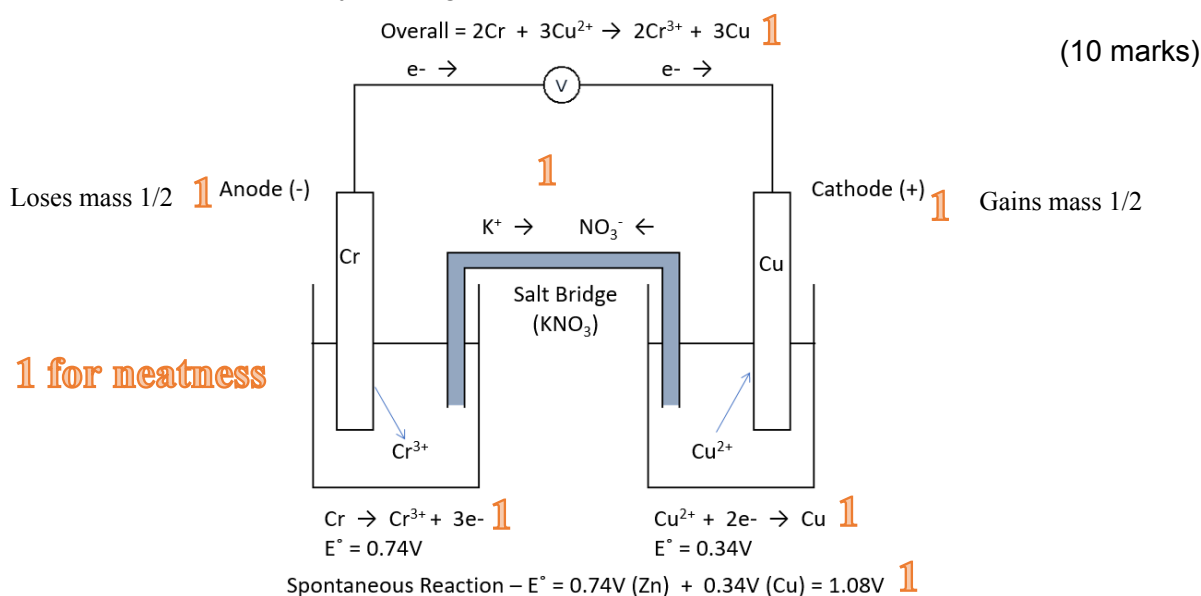 Overall = 2Cr + 3Cu²⁺ → 2Cr³⁺ + 3Cu 1
(10 marks)
e- → e- →
V
1
Loses mass 1/2 1 Anode (-)
Cathode (+) 1 Gains mass 1/2
K⁺ → NO₃⁻ ←
Cr
Cu
Salt Bridge
(KNO₃)
1 for neatness
Cr³⁺
Cu²⁺
Cr → Cr³⁺ + 3e- 1
E° = 0.74V
Cu²⁺ + 2e- → Cu 1
E° = 0.34V
Spontaneous Reaction – E° = 0.74V (Zn) + 0.34V (Cu) = 1.08V 1